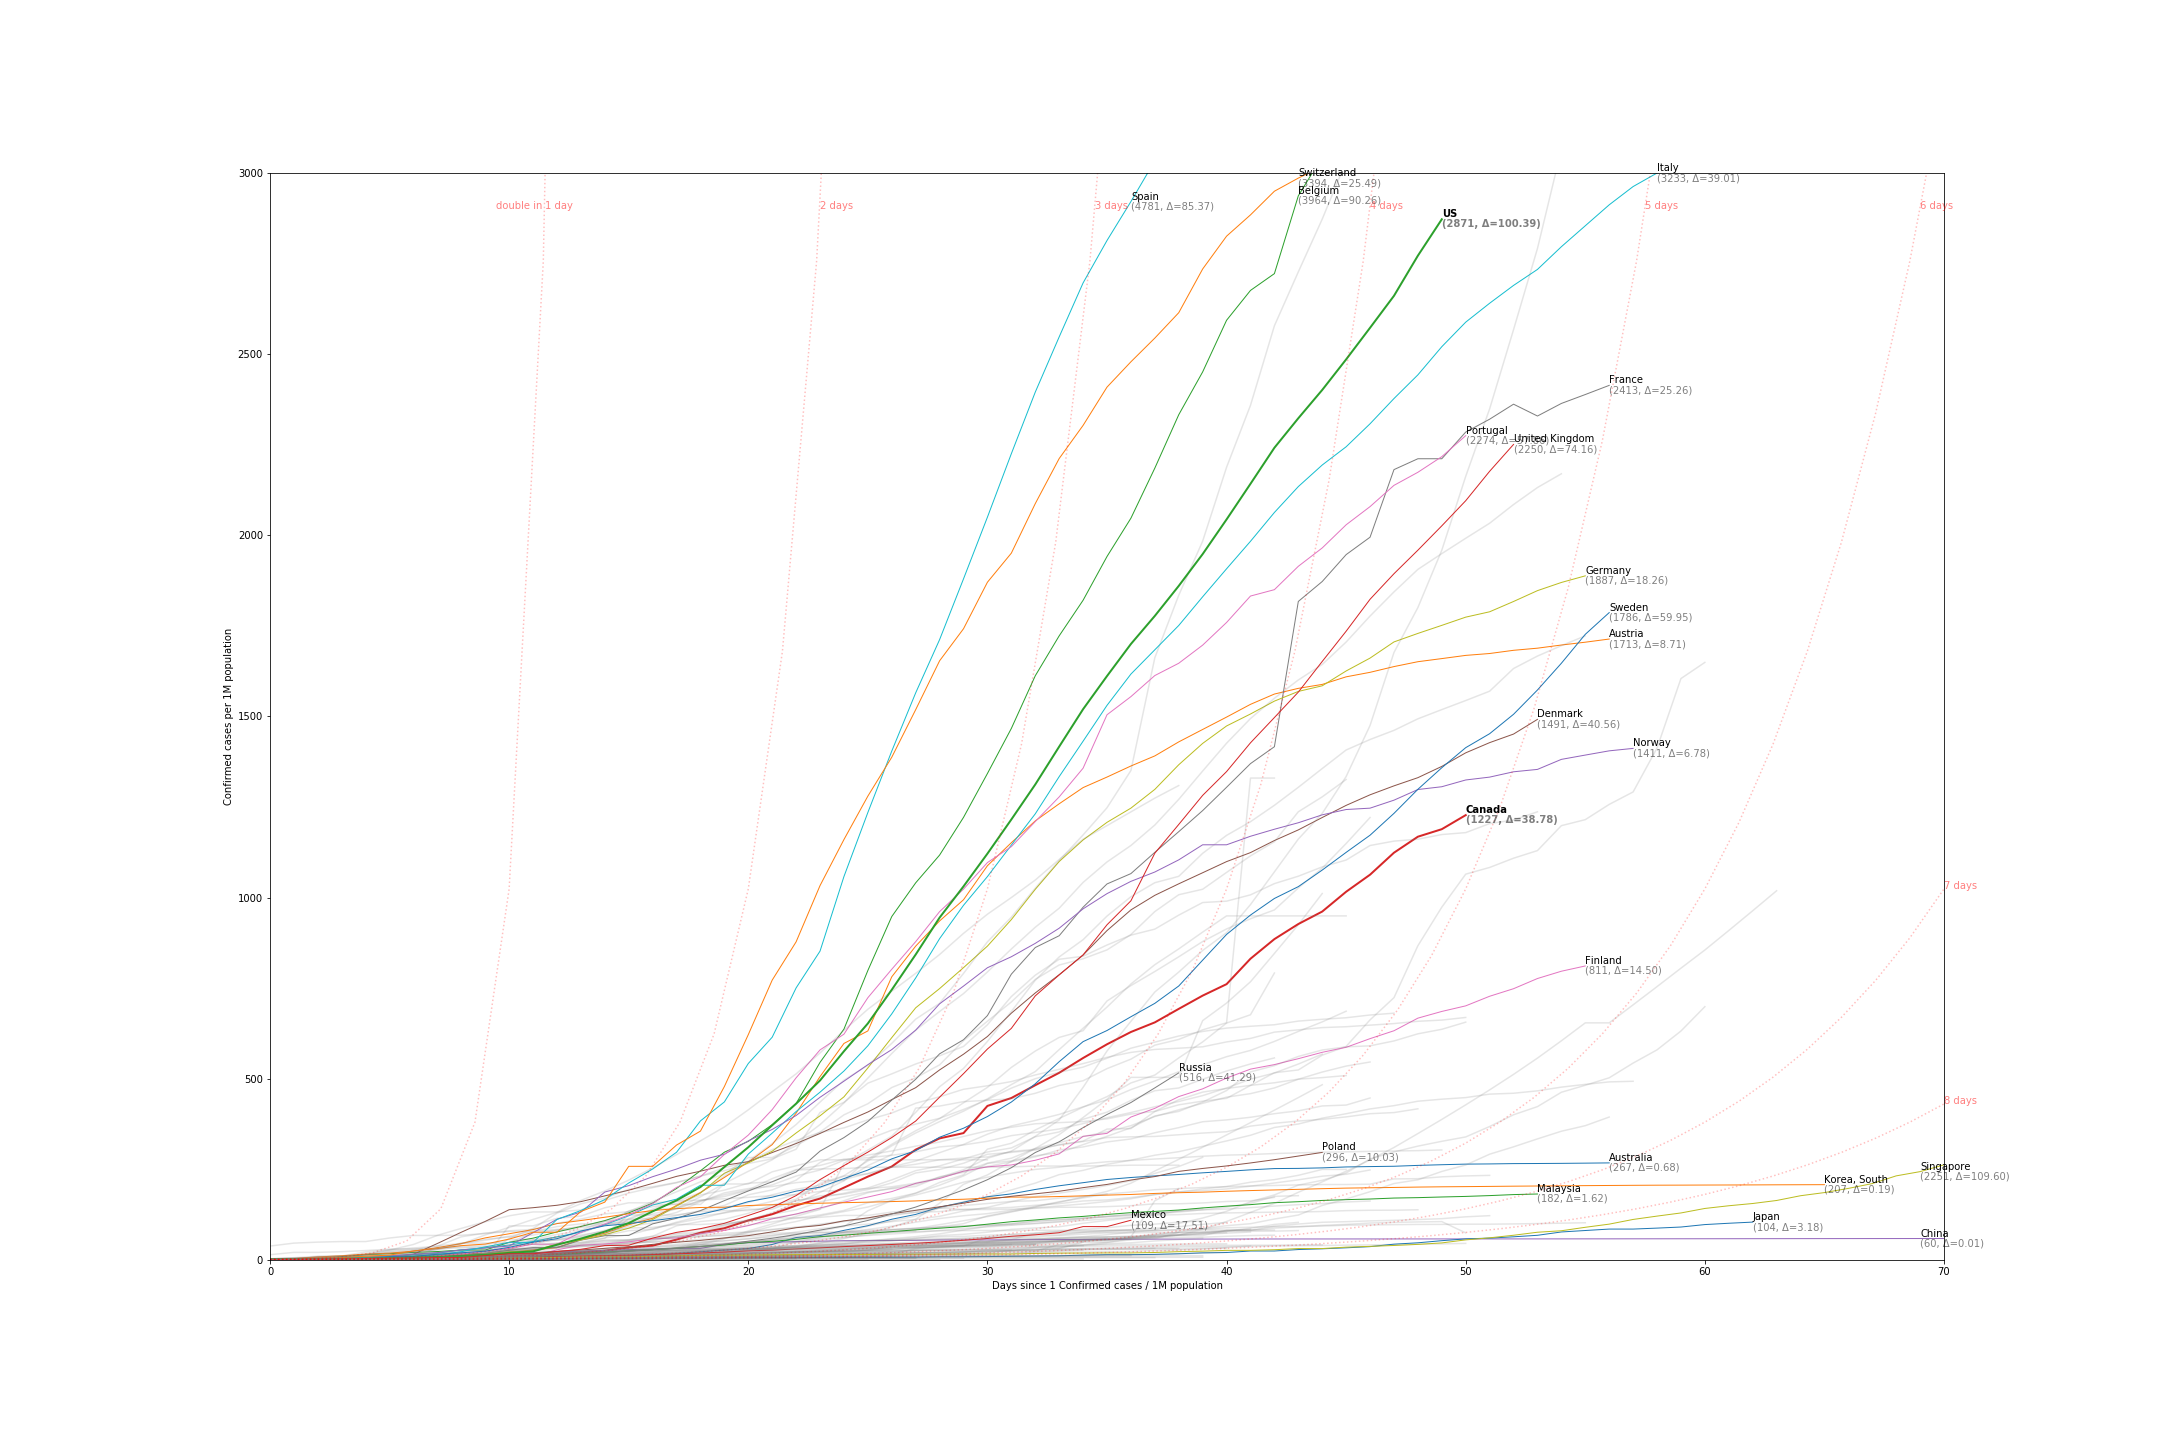 3000
2500
2000
1500
1000
500
0
Confirmed cases per 1M population
0
10
20
30
40
50
60
70
Days since 1 Confirmed cases / 1M population
double in 1 day
2 days
3 days
4 days
5 days
6 days
7 days
8 days
Spain
(4781, Δ=85.37)
Switzerland
(3394, Δ=25.49)
Belgium
(3964, Δ=90.26)
US
(2871, Δ=100.39)
Italy
(3233, Δ=39.01)
France
(2413, Δ=25.26)
Portugal
(2274,
United Kingdom
(2250, Δ=74.16)
Germany
(1887, Δ=18.26)
Sweden
(1786, Δ=59.95)
Austria
(1713, Δ=8.71)
Denmark
(1491, Δ=40.56)
Norway
(1411, Δ=6.78)
Canada
(1227, Δ=38.78)
Finland
(811, Δ=14.50)
Russia
(516, Δ=41.29)
Poland
(296, Δ=10.03)
Australia
(267, Δ=0.68)
Singapore
(2251, Δ=109.60)
Korea, South
(207, Δ=0.19)
Malaysia
(182, Δ=1.62)
Mexico
(109, Δ=17.51)
Japan
(104, Δ=3.18)
China
(60, Δ=0.01)